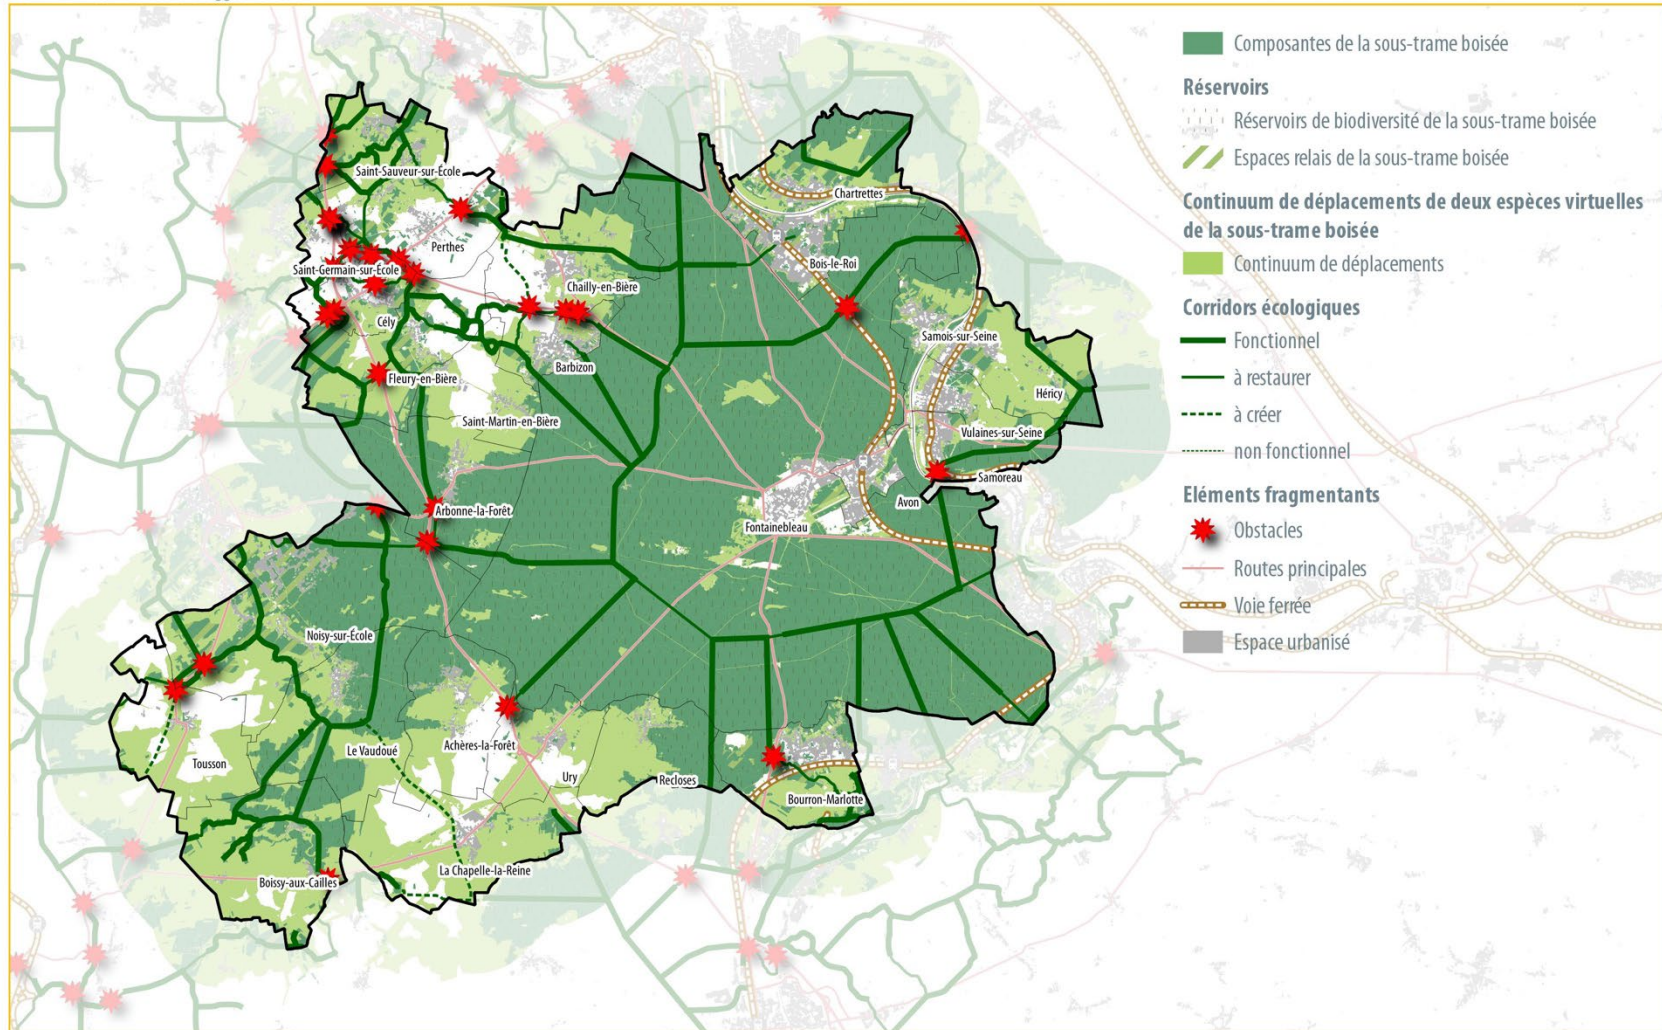 Composantes de la sous-trame boisée
Réservoirs
Réservoirs de biodiversité de la sous-trame boisée
Espaces relais de la sous-trame boisée
Continuum de déplacements de deux espèces virtuelles
de la sous-trame boisée
Continuum de déplacements
Corridors écologiques
Fonctionnel
à restaurer
à créer
non fonctionnel
Eléments fragmentants
Obstacles
Routes principales
Voie ferrée
Espace urbanisé
Saint-Sauveur-sur-École
Chartrettes
Perthes
Bois-le-Roi
Saint-Germain-sur-École
Chailly-en-Bière
Cély
Samois-sur-Seine
Barbizon
Fleury-en-Bière
Héricy
Saint-Martin-en-Bière
Vulaines-sur-Seine
Samoreau
Avon
Arbonne-la-Forêt
Fontainebleau
Noisy-sur-École
Le Vaudoué
Achères-la-Forêt
Tousson
Ury
Recloses
Bourron-Marlotte
La Chapelle-la-Reine
Boissy-aux-Cailles